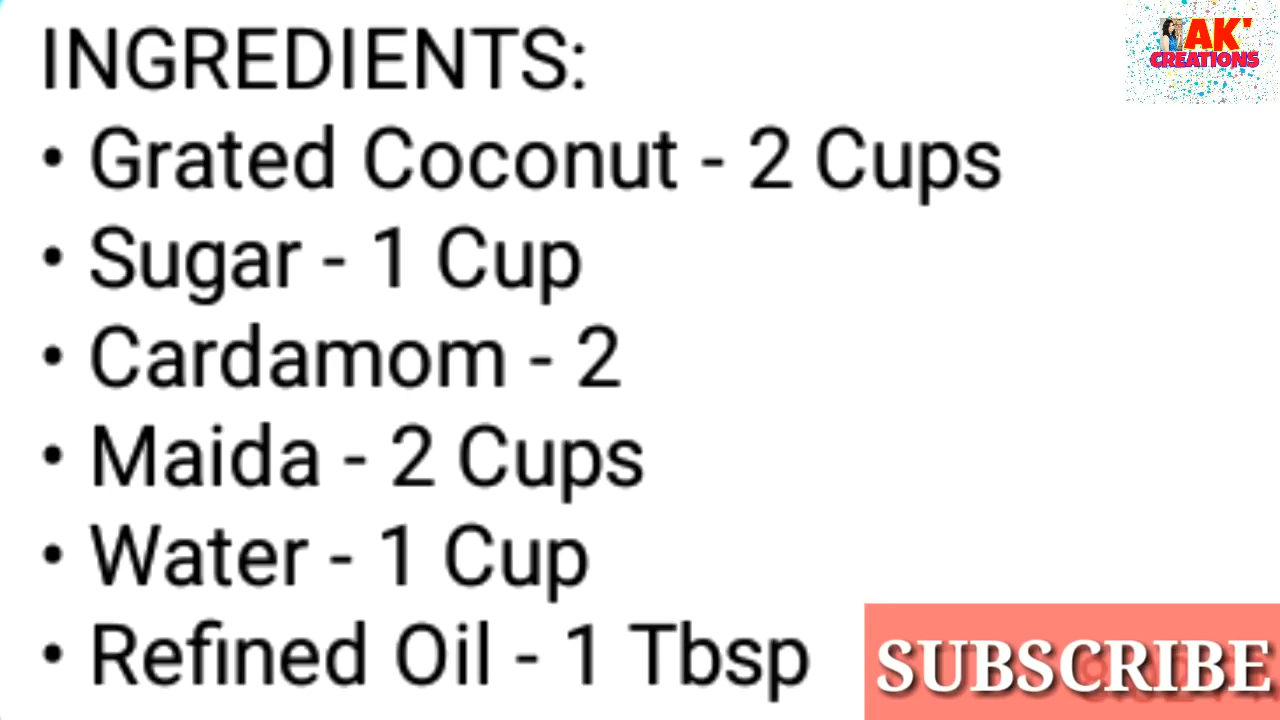 INGREDIENTS:
• Grated Coconut - 2 Cups
• Sugar - 1 Cup
• Cardamom - 2
• Maida - 2 Cups
• Water - 1 Cup
• Refined Oil - 1 Tbsp
AK'
CREATIONS
SUBSCRIBE